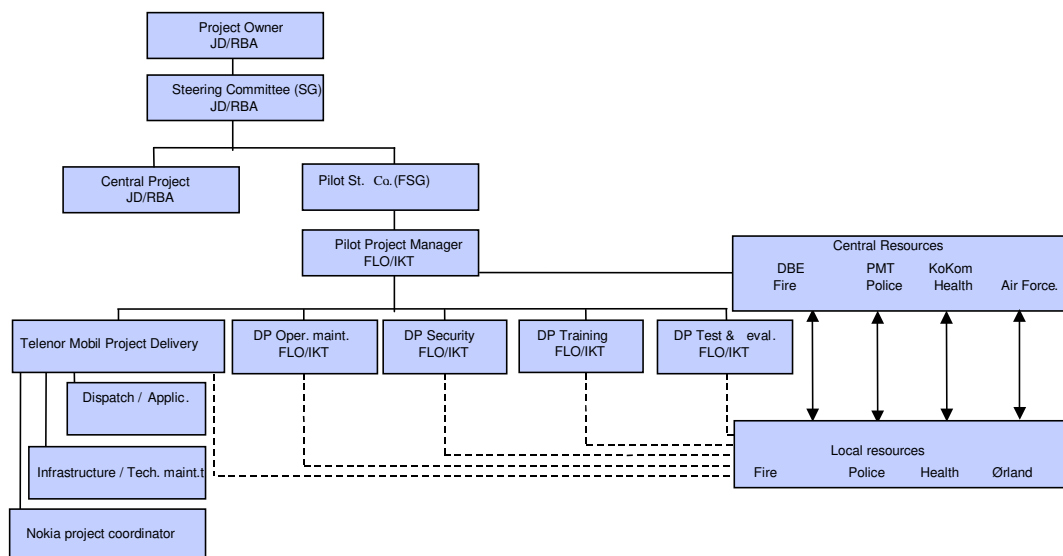 Project Owner
JD/RBA
Steering Committee (SG)
JD/RBA
Central Project
JD/RBA
Pilot St. Co. (FSG)
Pilot Project Manager
FLO/IKT
Central Resources
DBE PMT KoKom
Fire Police Health Air Force.
Telenor Mobil Project Delivery
DP Oper. maint.
FLO/IKT
DP Security
FLO/IKT
DP Training
FLO/IKT
DP Test & eval.
FLO/IKT
Dispatch / Applic.
Infrastructure / Tech. maint.t
Nokia project coordinator
Local resources
Fire Police Health Ørland